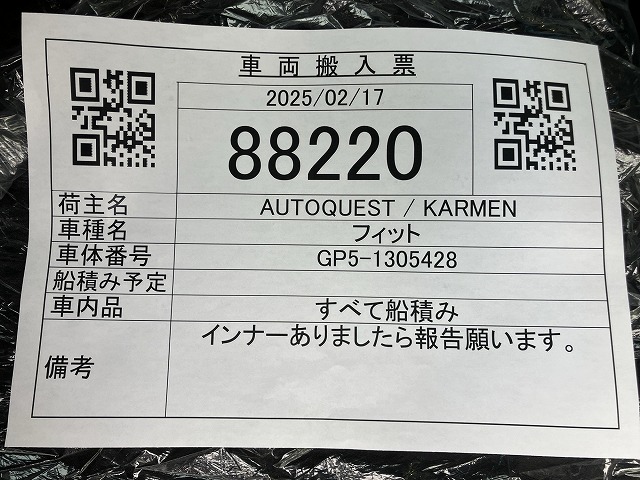 車両搬入票
2025/02/17
88220
荷主名 AUTOQUEST / KARMEN
車種名 フィット
車体番号 GP5-1305428
船積み予定
車内品 すべて船積み
備考 インナーありましたら報告願います。